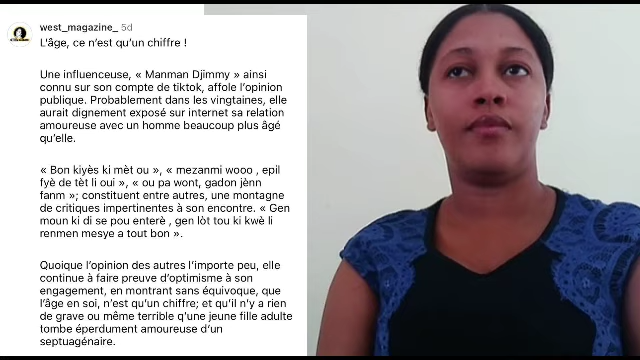 west_magazine_ 5d
L'âge, ce n'est qu'un chiffre !
Une influenceuse, « Manman Djimmy » ainsi
connu sur son compte de tiktok, affole l'opinion
publique. Probablement dans les vingtaines, elle
aurait dignement exposé sur internet sa relation
amoureuse avec un homme beaucoup plus âgé
qu'elle.
« Bon kiyès ki mèt ou », « mezanmi wooo , epil
fyè de tèt li oui », « ou pa wont, gadon jènn
fanm »; constituent entre autres, une montagne
de critiques impertinentes à son encontre. « Gen
moun ki di se pou enterè , gen lòt tou ki kwè li
renmen mesye a tout bon ».
Quoique l'opinion des autres l'importe peu, elle
continue à faire preuve d'optimisme à son
engagement, en montrant sans équivoque, que
l'âge en soi, n'est qu'un chiffre; et qu'il n'y a rien
de grave ou même terrible q'une jeune fille adulte
tombe éperdument amoureuse d'un
septuagénaire.